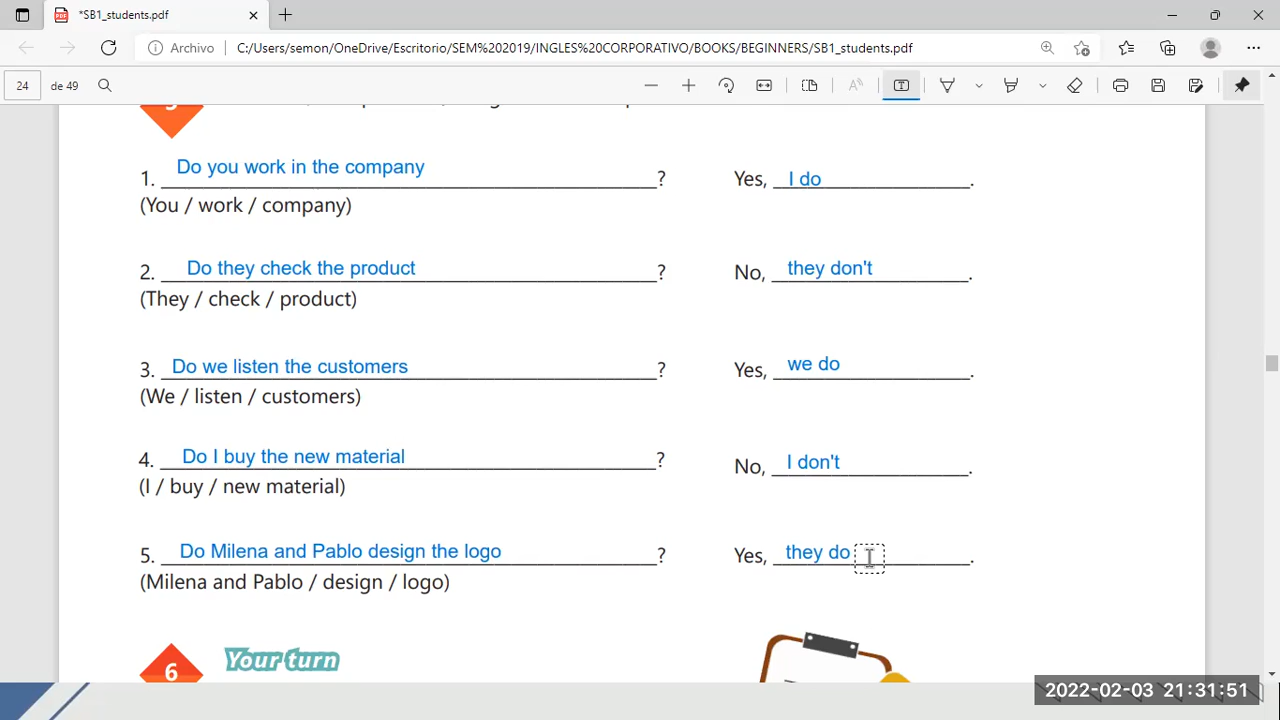 *SB1_students.pdf
Archivo C:/Users/semon/OneDrive/Escritorio/SEM%202019/INGLES%20CORPORATIVO/BOOKS/BEGINNERS/SB1_students.pdf
24 de 49
1. Do you work in the company ? Yes, I do .
(You / work / company)
2. Do they check the product ? No, they don't .
(They / check / product)
3. Do we listen the customers ? Yes, we do .
(We / listen / customers)
4. Do I buy the new material ? No, I don't .
(I / buy / new material)
5. Do Milena and Pablo design the logo ? Yes, they do .
(Milena and Pablo / design / logo)
6 Your turn
2022-02-03 21:31:51